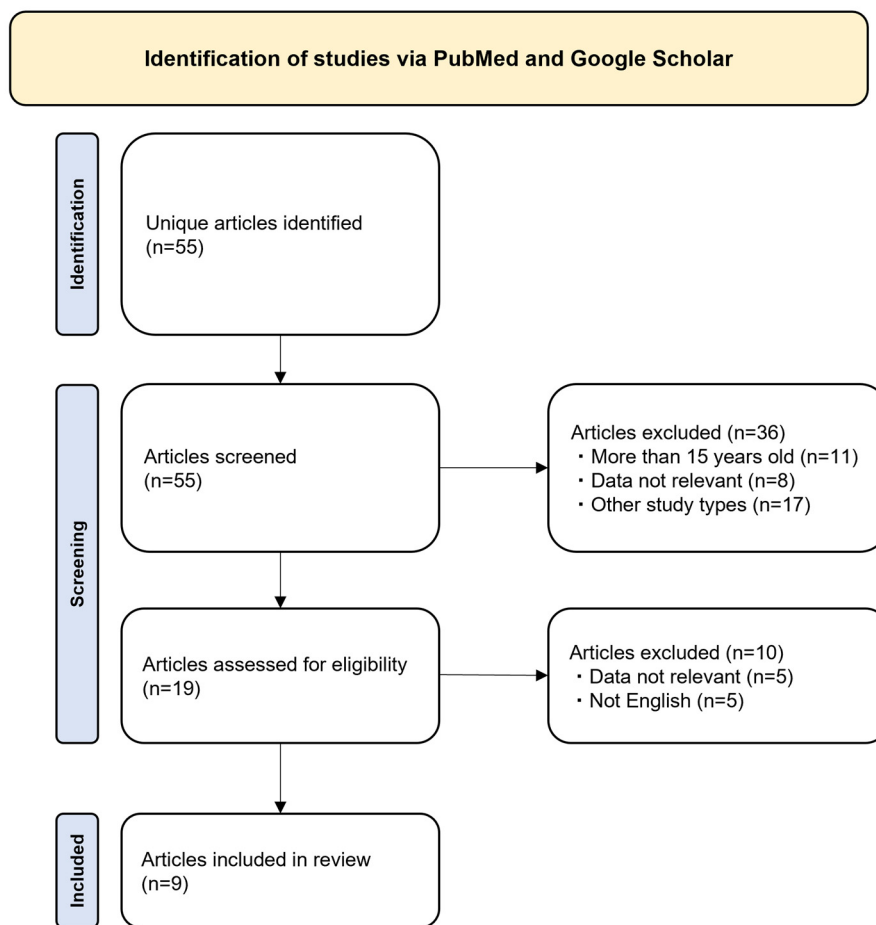 Identification of studies via PubMed and Google Scholar
Identification
Unique articles identified
(n=55)
Screening
Articles screened
(n=55)
Articles excluded (n=36)
・More than 15 years old (n=11)
・Data not relevant (n=8)
・Other study types (n=17)
Articles assessed for eligibility
(n=19)
Articles excluded (n=10)
・Data not relevant (n=5)
・Not English (n=5)
Included
Articles included in review
(n=9)